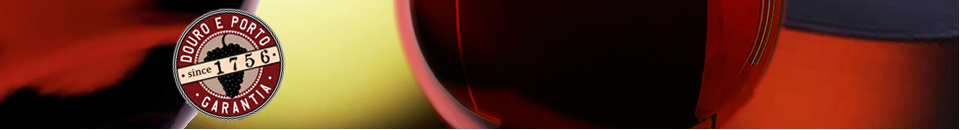 DOURO E PORTO
· since 1756 ·
· GARANTIA ·